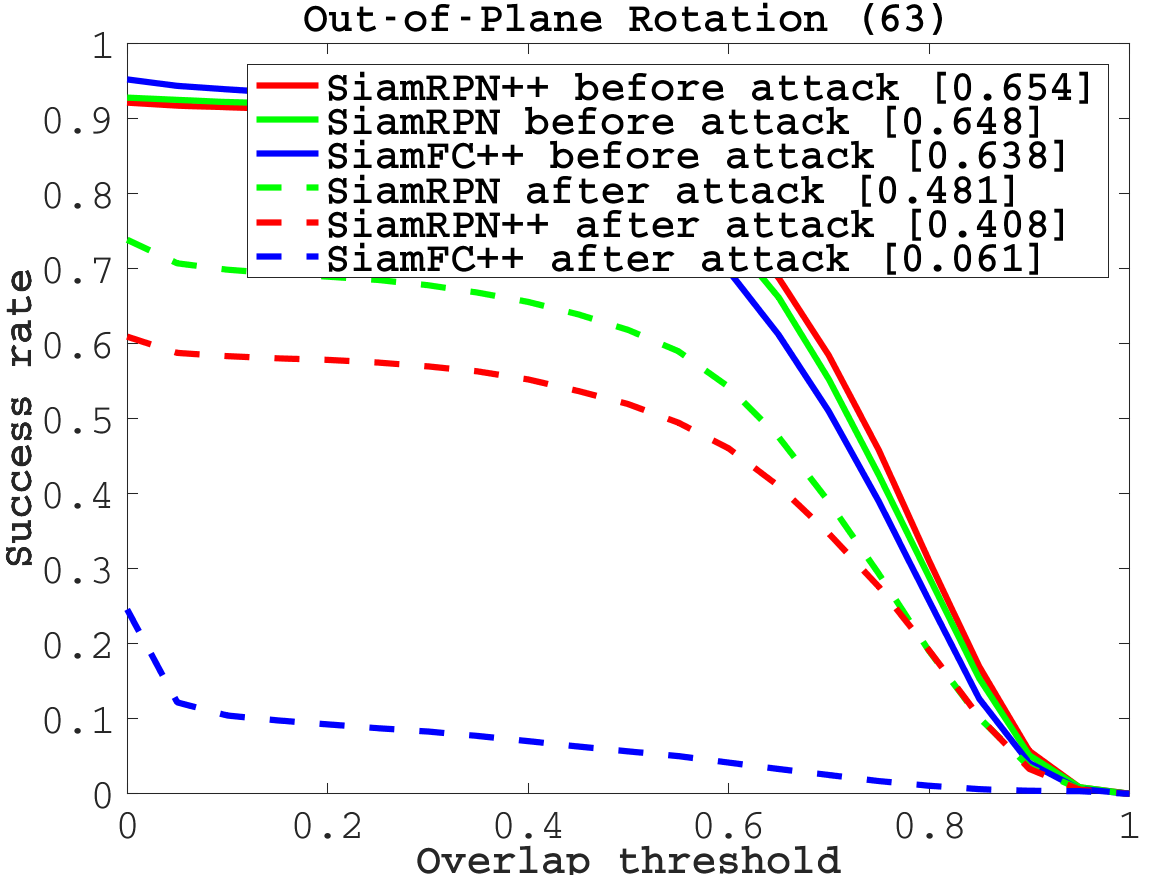 Out-of-Plane Rotation (63)
SiamRPN++ before attack [0.654]
SiamRPN before attack [0.648]
SiamFC++ before attack [0.638]
SiamRPN after attack [0.481]
SiamRPN++ after attack [0.408]
SiamFC++ after attack [0.061]
Success rate
1
0.9
0.8
0.7
0.6
0.5
0.4
0.3
0.2
0.1
0
0 0.2 0.4 0.6 0.8 1
Overlap threshold